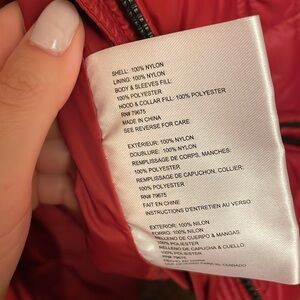 SHELL: 100% NYLON
LINING: 100% NYLON
BODY & SLEEVES FILL:
100% POLYESTER
HOOD & COLLAR FILL: 100% POLYESTER
RN# 79675
MADE IN CHINA
SEE REVERSE FOR CARE
EXTÉRIEUR: 100% NYLON
DOUBLURE: 100% NYLON
REMPLISSAGE DE CORPS, MANCHES:
100% POLYESTER
REMPLISSAGE DE CAPUCHON, COLLIER:
100% POLYESTER
RN# 79675
FAIT EN CHINE
INSTRUCTIONS D'ENTRETIEN AU VERSO
EXTERIOR: 100% NILON
FORRO: 100% NILON
RELLENO DE CUERPO & MANGAS
100% POLIESTER
RELLENO DE CAPUCHA & CUELLO
100% POLIESTER
RN# 79675